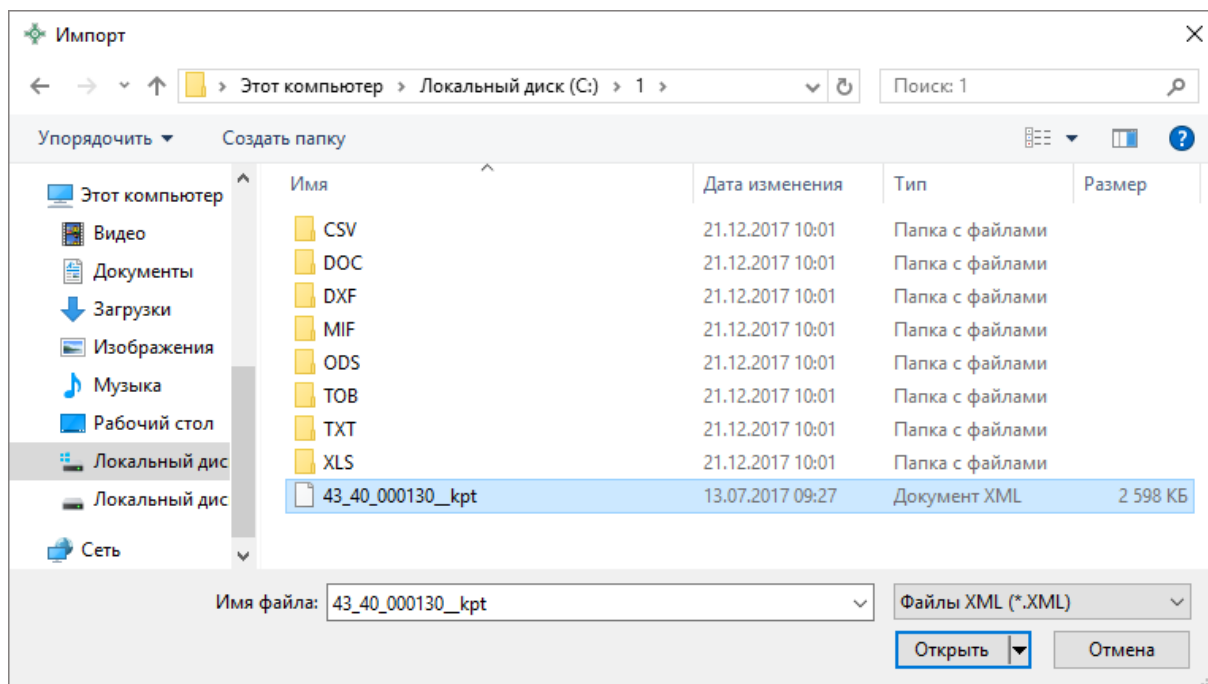 Импорт
Этот компьютер › Локальный диск (C:) › 1 ›
Поиск: 1
Упорядочить
Создать папку
?
Имя Дата изменения Тип Размер
Этот компьютер
Видео
Документы
Загрузки
Изображения
Музыка
Рабочий стол
Локальный дис
Локальный дис
Сеть
CSV 21.12.2017 10:01 Папка с файлами
DOC 21.12.2017 10:01 Папка с файлами
DXF 21.12.2017 10:01 Папка с файлами
MIF 21.12.2017 10:01 Папка с файлами
ODS 21.12.2017 10:01 Папка с файлами
TOB 21.12.2017 10:01 Папка с файлами
TXT 21.12.2017 10:01 Папка с файлами
XLS 21.12.2017 10:01 Папка с файлами
43_40_000130__kpt 13.07.2017 09:27 Документ XML 2 598 КБ
Имя файла: 43_40_000130__kpt
Файлы XML (*.XML)
Открыть
Отмена